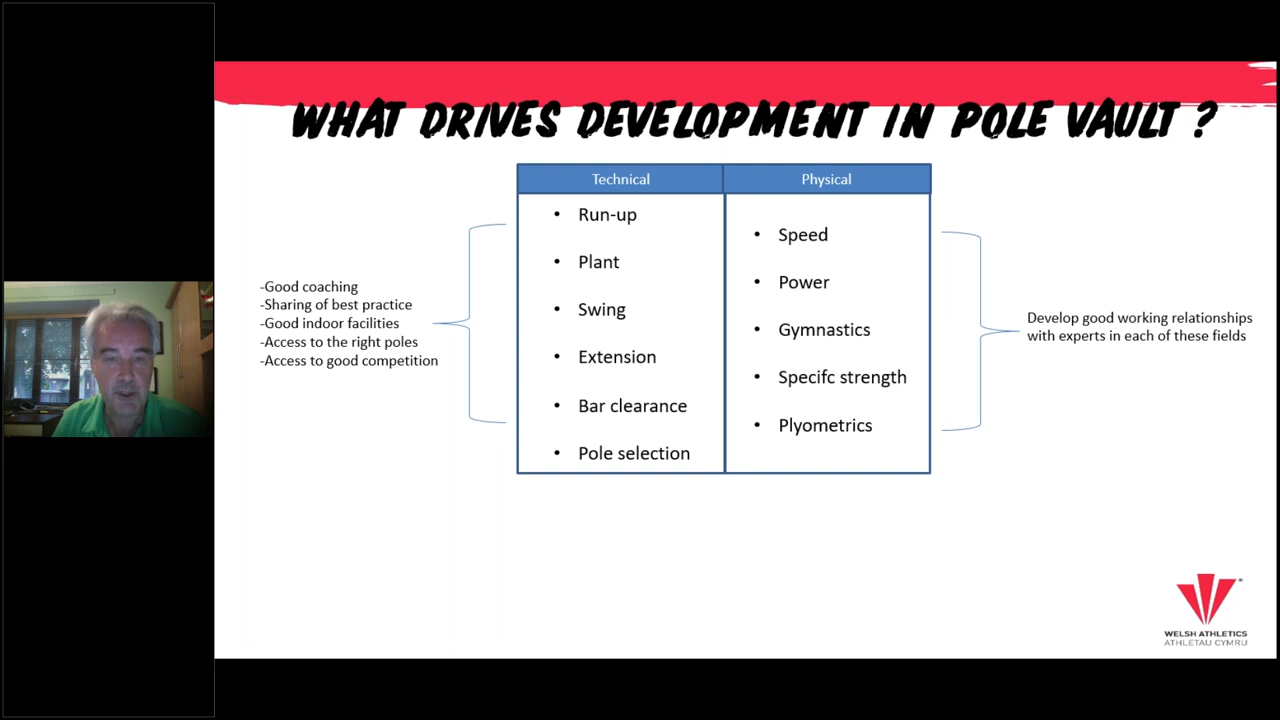 WHAT DRIVES DEVELOPMENT IN POLE VAULT ?
Technical
Physical
• Run-up
• Plant
• Swing
• Extension
• Bar clearance
• Pole selection
• Speed
• Power
• Gymnastics
• Specifc strength
• Plyometrics
-Good coaching
-Sharing of best practice
-Good indoor facilities
-Access to the right poles
-Access to good competition
Develop good working relationships
with experts in each of these fields
WELSH ATHLETICS
ATHLETAU CYMRU